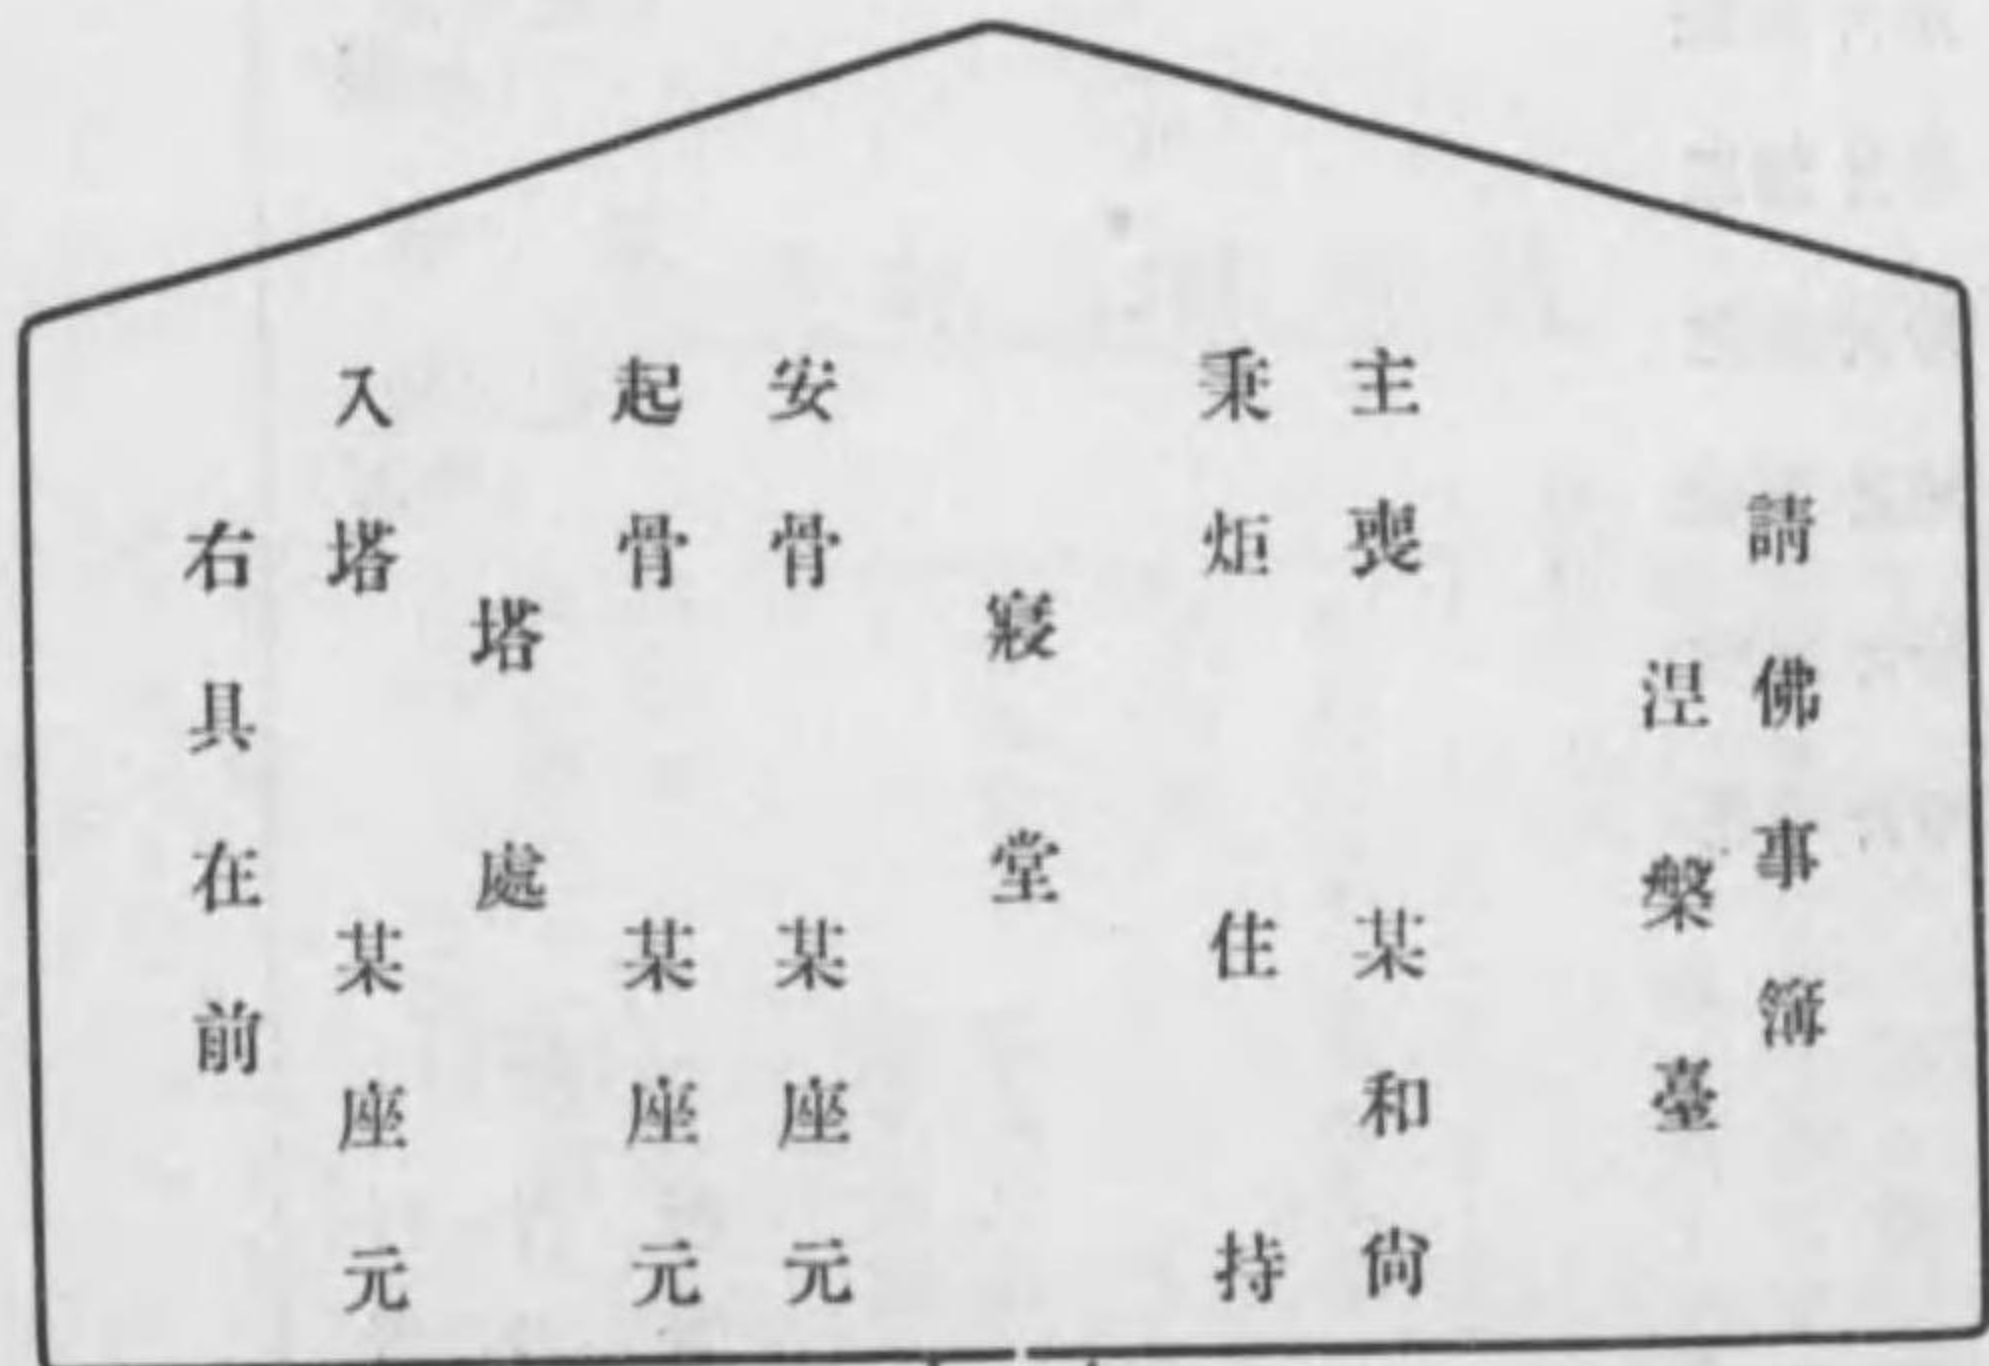 請佛事簿
涅槃臺
主喪 某和尙
秉炬 住持
寢堂
安骨 某座元
起骨 某座元
塔處
入塔 某座元
右具在前